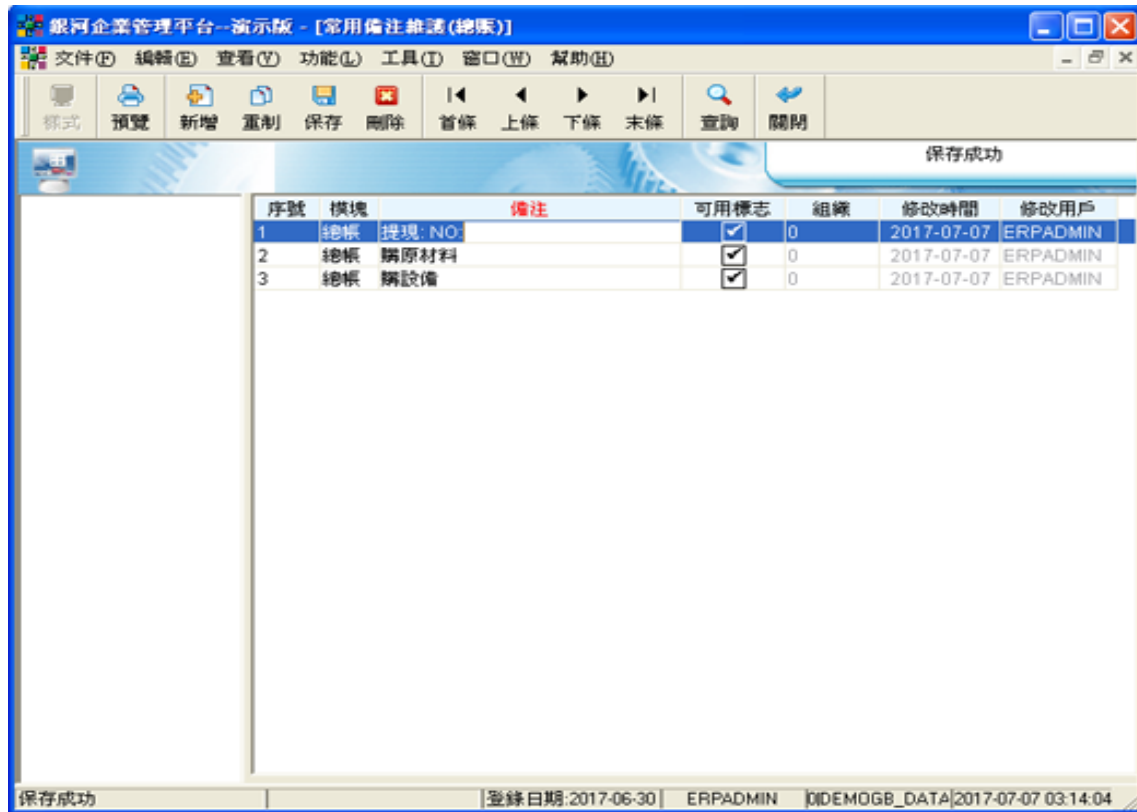 銀河企業管理平台--演示版 - [常用備注維護(總賬)]
文件(F) 編輯(E) 查看(V) 功能(L) 工具(T) 窗口(W) 幫助(H)
樣式 預覽 新增 重制 保存 刪除 首條 上條 下條 末條 查詢 關閉
保存成功
序號 模塊 備注 可用標志 組織 修改時間 修改用戶
1 總帳 提現: NO: 0 2017-07-07 ERPADMIN
2 總帳 購原材料 0 2017-07-07 ERPADMIN
3 總帳 購設備 0 2017-07-07 ERPADMIN
保存成功 登錄日期:2017-06-30 ERPADMIN 0|DEMOGB_DATA 2017-07-07 03:14:04